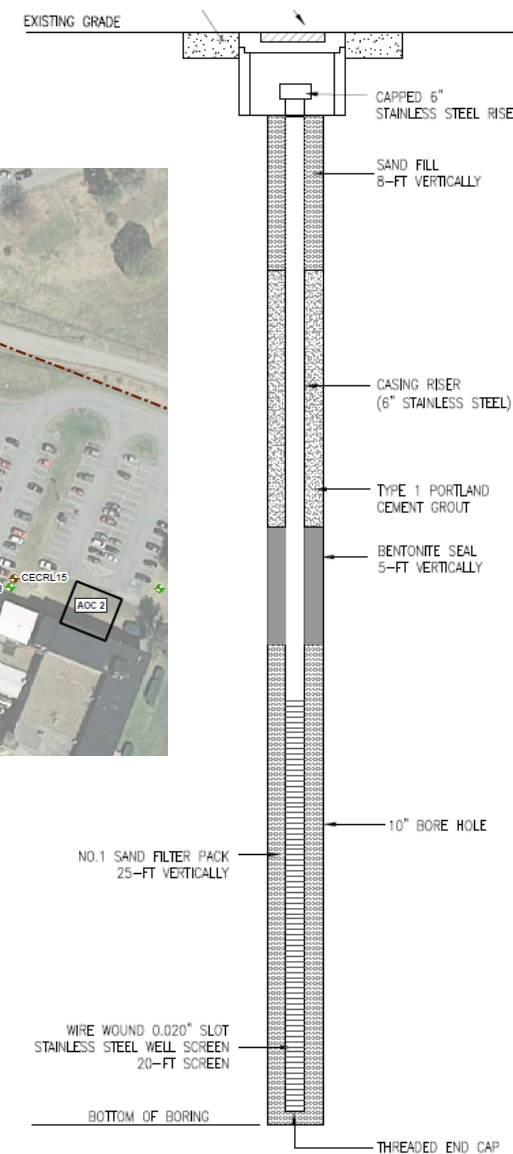 EXISTING GRADE
CAPPED 6"
STAINLESS STEEL RISE
SAND FILL
8-FT VERTICALLY
CASING RISER
(6" STAINLESS STEEL)
TYPE 1 PORTLAND
CEMENT GROUT
BENTONITE SEAL
5-FT VERTICALLY
CECRL15
AOC 2
10" BORE HOLE
NO.1 SAND FILTER PACK
25-FT VERTICALLY
WIRE WOUND 0.020" SLOT
STAINLESS STEEL WELL SCREEN
20-FT SCREEN
BOTTOM OF BORING
THREADED END CAP